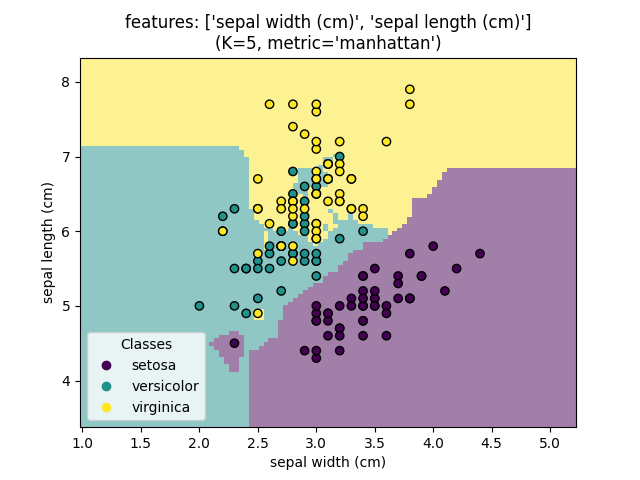 features: ['sepal width (cm)', 'sepal length (cm)']
(K=5, metric='manhattan')
8
7
6
5
4
sepal length (cm)
Classes
setosa
versicolor
virginica
1.0 1.5 2.0 2.5 3.0 3.5 4.0 4.5 5.0
sepal width (cm)